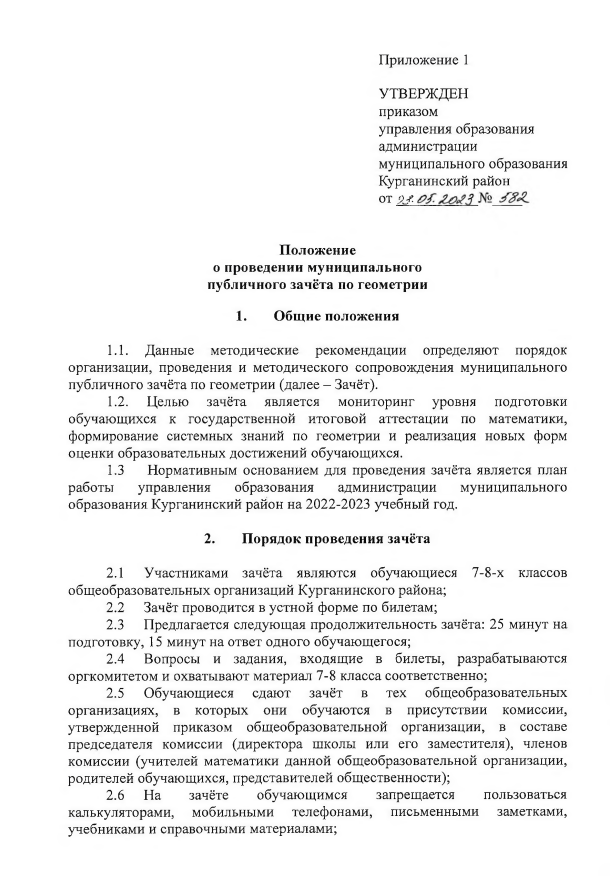 Приложение 1
УТВЕРЖДЕН
приказом
управления образования
администрации
муниципального образования
Курганинский район
от 23.05.2023 № 582
Положение
о проведении муниципального
публичного зачёта по геометрии
1. Общие положения
1.1. Данные методические рекомендации определяют порядок
организации, проведения и методического сопровождения муниципального
публичного зачёта по геометрии (далее – Зачёт).
1.2. Целью зачёта является мониторинг уровня подготовки
обучающихся к государственной итоговой аттестации по математики,
формирование системных знаний по геометрии и реализация новых форм
оценки образовательных достижений обучающихся.
1.3 Нормативным основанием для проведения зачёта является план
работы управления образования администрации муниципального
образования Курганинский район на 2022-2023 учебный год.
2. Порядок проведения зачёта
2.1 Участниками зачёта являются обучающиеся 7-8-х классов
общеобразовательных организаций Курганинского района;
2.2 Зачёт проводится в устной форме по билетам;
2.3 Предлагается следующая продолжительность зачёта: 25 минут на
подготовку, 15 минут на ответ одного обучающегося;
2.4 Вопросы и задания, входящие в билеты, разрабатываются
оргкомитетом и охватывают материал 7-8 класса соответственно;
2.5 Обучающиеся сдают зачёт в тех общеобразовательных
организациях, в которых они обучаются в присутствии комиссии,
утвержденной приказом общеобразовательной организации, в составе
председателя комиссии (директора школы или его заместителя), членов
комиссии (учителей математики данной общеобразовательной организации,
родителей обучающихся, представителей общественности);
2.6 На зачёте обучающимся запрещается пользоваться
калькуляторами, мобильными телефонами, письменными заметками,
учебниками и справочными материалами;